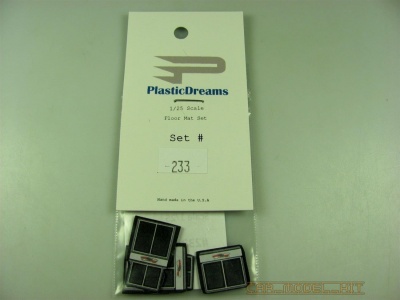 PlasticDreams
1/25 Scale
Floor Mat Set
Set #
233
Hand made in the U.S.A